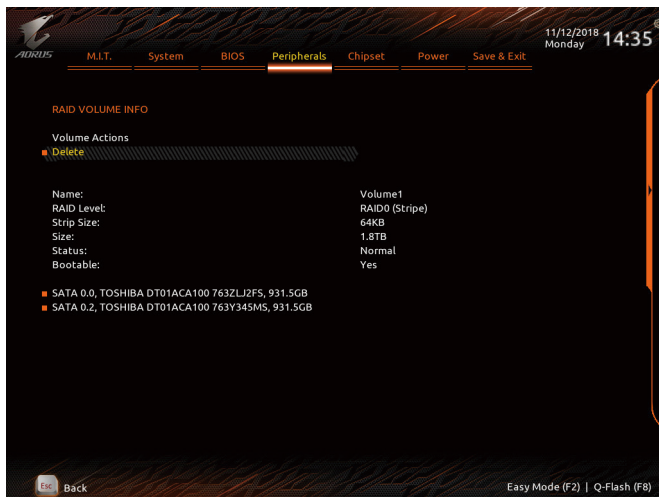 11/12/2018
Monday
14:35
AORUS
M.I.T. System BIOS Peripherals Chipset Power Save & Exit
RAID VOLUME INFO
Volume Actions
Delete
Name: Volume1
RAID Level: RAID0 (Stripe)
Strip Size: 64KB
Size: 1.8TB
Status: Normal
Bootable: Yes
SATA 0.0, TOSHIBA DT01ACA100 763ZLJ2FS, 931.5GB
SATA 0.2, TOSHIBA DT01ACA100 763Y345MS, 931.5GB
Esc Back Easy Mode (F2) | Q-Flash (F8)